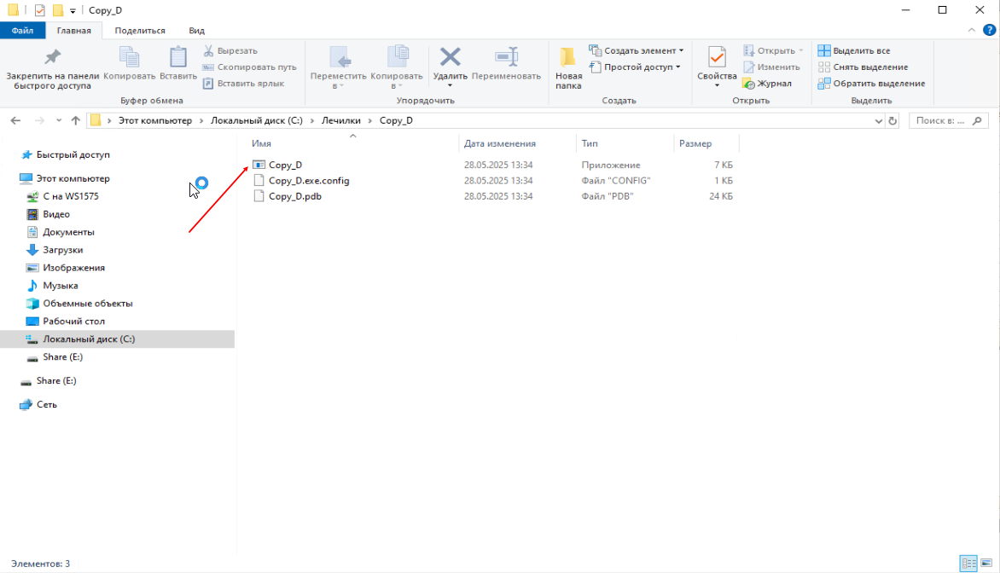 Copy_D
Файл
Главная
Поделиться
Вид
Закрепить на панели быстрого доступа
Копировать
Вставить
Вырезать
Скопировать путь
Вставить ярлык
Буфер обмена
Переместить в
Копировать в
Удалить
Переименовать
Упорядочить
Новая папка
Создать элемент
Простой доступ
Создать
Свойства
Открыть
Изменить
Журнал
Открыть
Выделить все
Снять выделение
Обратить выделение
Выделить
Этот компьютер
Локальный диск (C:)
Лечилки
Copy_D
Поиск в: ...
Быстрый доступ
Этот компьютер
С на WS1575
Видео
Документы
Загрузки
Изображения
Музыка
Объемные объекты
Рабочий стол
Локальный диск (C:)
Share (E:)
Share (E:)
Сеть
Имя Дата изменения Тип Размер
Copy_D 28.05.2025 13:34 Приложение 7 КБ
Copy_D.exe.config 28.05.2025 13:34 Файл "CONFIG" 1 КБ
Copy_D.pdb 28.05.2025 13:34 Файл "PDB" 24 КБ
Элементов: 3